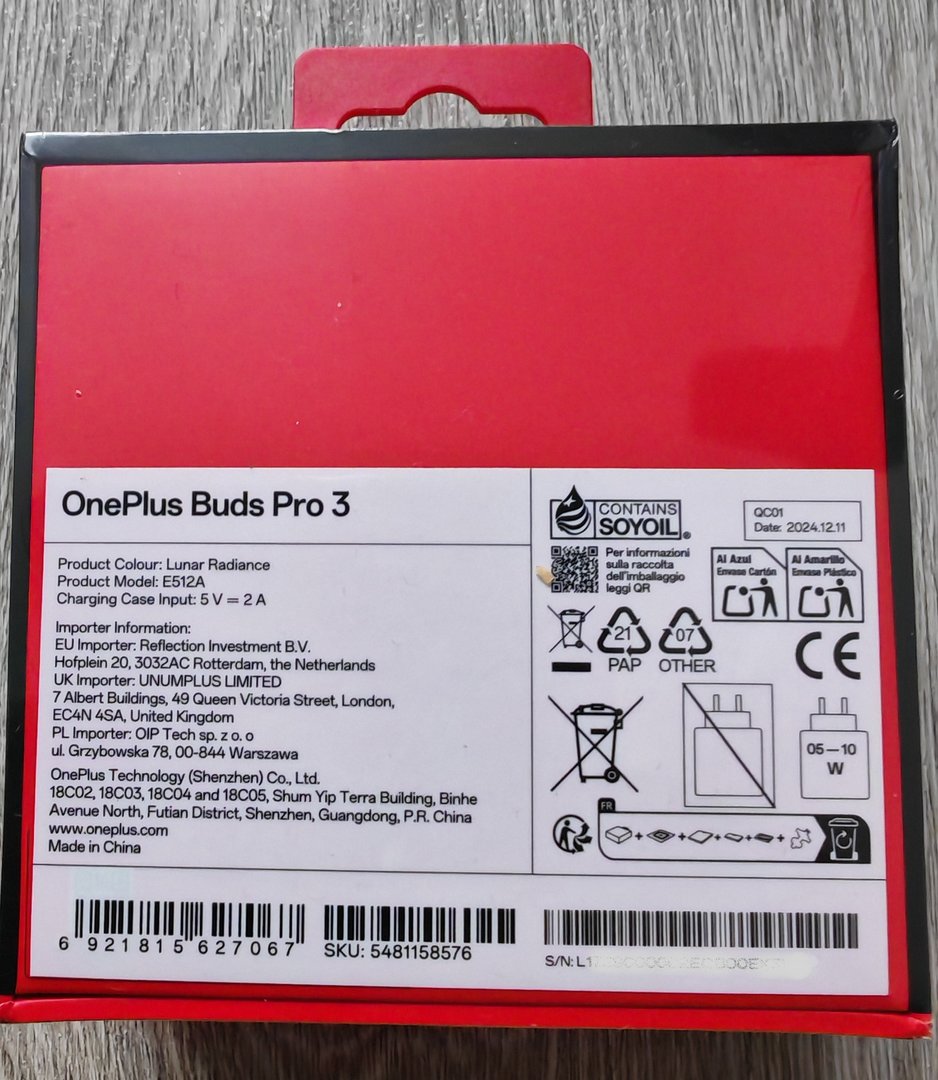 OnePlus Buds Pro 3
Product Colour: Lunar Radiance
Product Model: E512A
Charging Case Input: 5 V ⎓ 2 A
Importer Information:
EU Importer: Reflection Investment B.V.
Hofplein 20, 3032AC Rotterdam, the Netherlands
UK Importer: UNUMPLUS LIMITED
7 Albert Buildings, 49 Queen Victoria Street, London,
EC4N 4SA, United Kingdom
PL Importer: OIP Tech sp. z o. o
ul. Grzybowska 78, 00-844 Warszawa
OnePlus Technology (Shenzhen) Co., Ltd.
18C02, 18C03, 18C04 and 18C05, Shum Yip Terra Building, Binhe
Avenue North, Futian District, Shenzhen, Guangdong, P.R. China
www.oneplus.com
Made in China
CONTAINS
SOYOIL®
QC01
Date: 2024.12.11
Per informazioni
sulla raccolta
dell'imballaggio
leggi QR
Al Azul
Envase Cartón
Al Amarillo
Envase Plástico
21
PAP
07
OTHER
CE
05—10
W
FR
6 921815 627067
SKU: 5481158576
S/N: